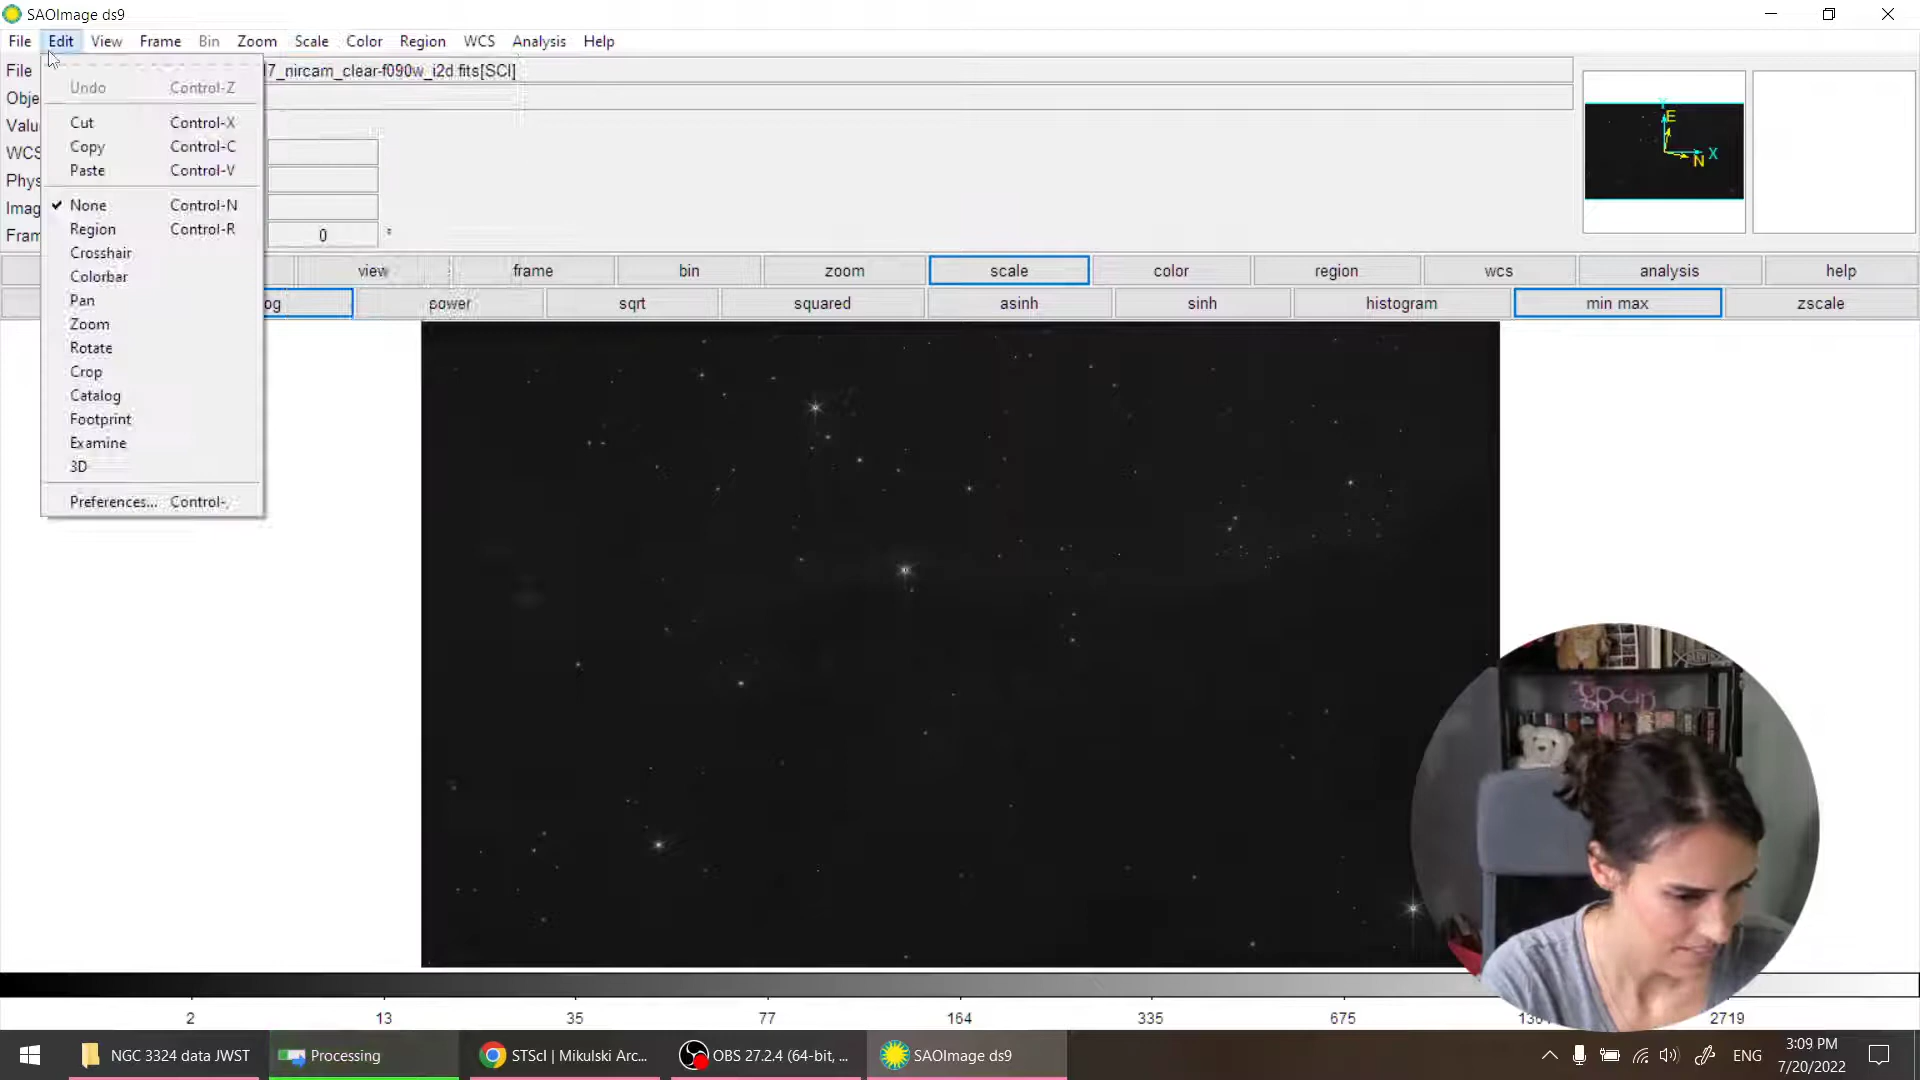 SAOImage ds9
File Edit View Frame Bin Zoom Scale Color Region WCS Analysis Help
File
7_nircam_clear-f090w_i2d.fits[SCI]
Obje
Valu
WCS
Phys
Imag
Fram
0 °
Undo Control-Z
Cut Control-X
Copy Control-C
Paste Control-V
None Control-N
Region Control-R
Crosshair
Colorbar
Pan
Zoom
Rotate
Crop
Catalog
Footprint
Examine
3D
Preferences... Control-,
E
X
N
view frame bin zoom scale color region wcs analysis help
og power sqrt squared asinh sinh histogram min max zscale
2 13 35 77 164 335 675 2719
NGC 3324 data JWST
Processing
STScI | Mikulski Arc...
OBS 27.2.4 (64-bit, ...
SAOImage ds9
ENG
3:09 PM
7/20/2022